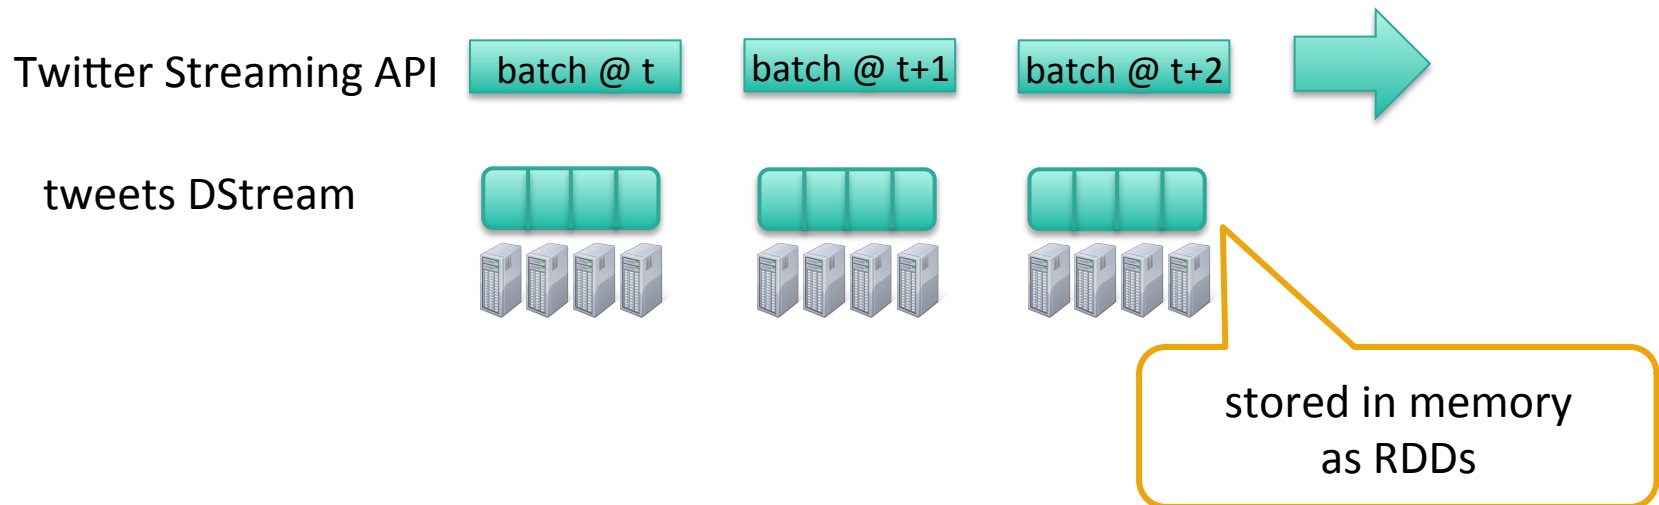 Twitter Streaming API
batch @ t
batch @ t+1
batch @ t+2
tweets DStream
stored in memory
as RDDs